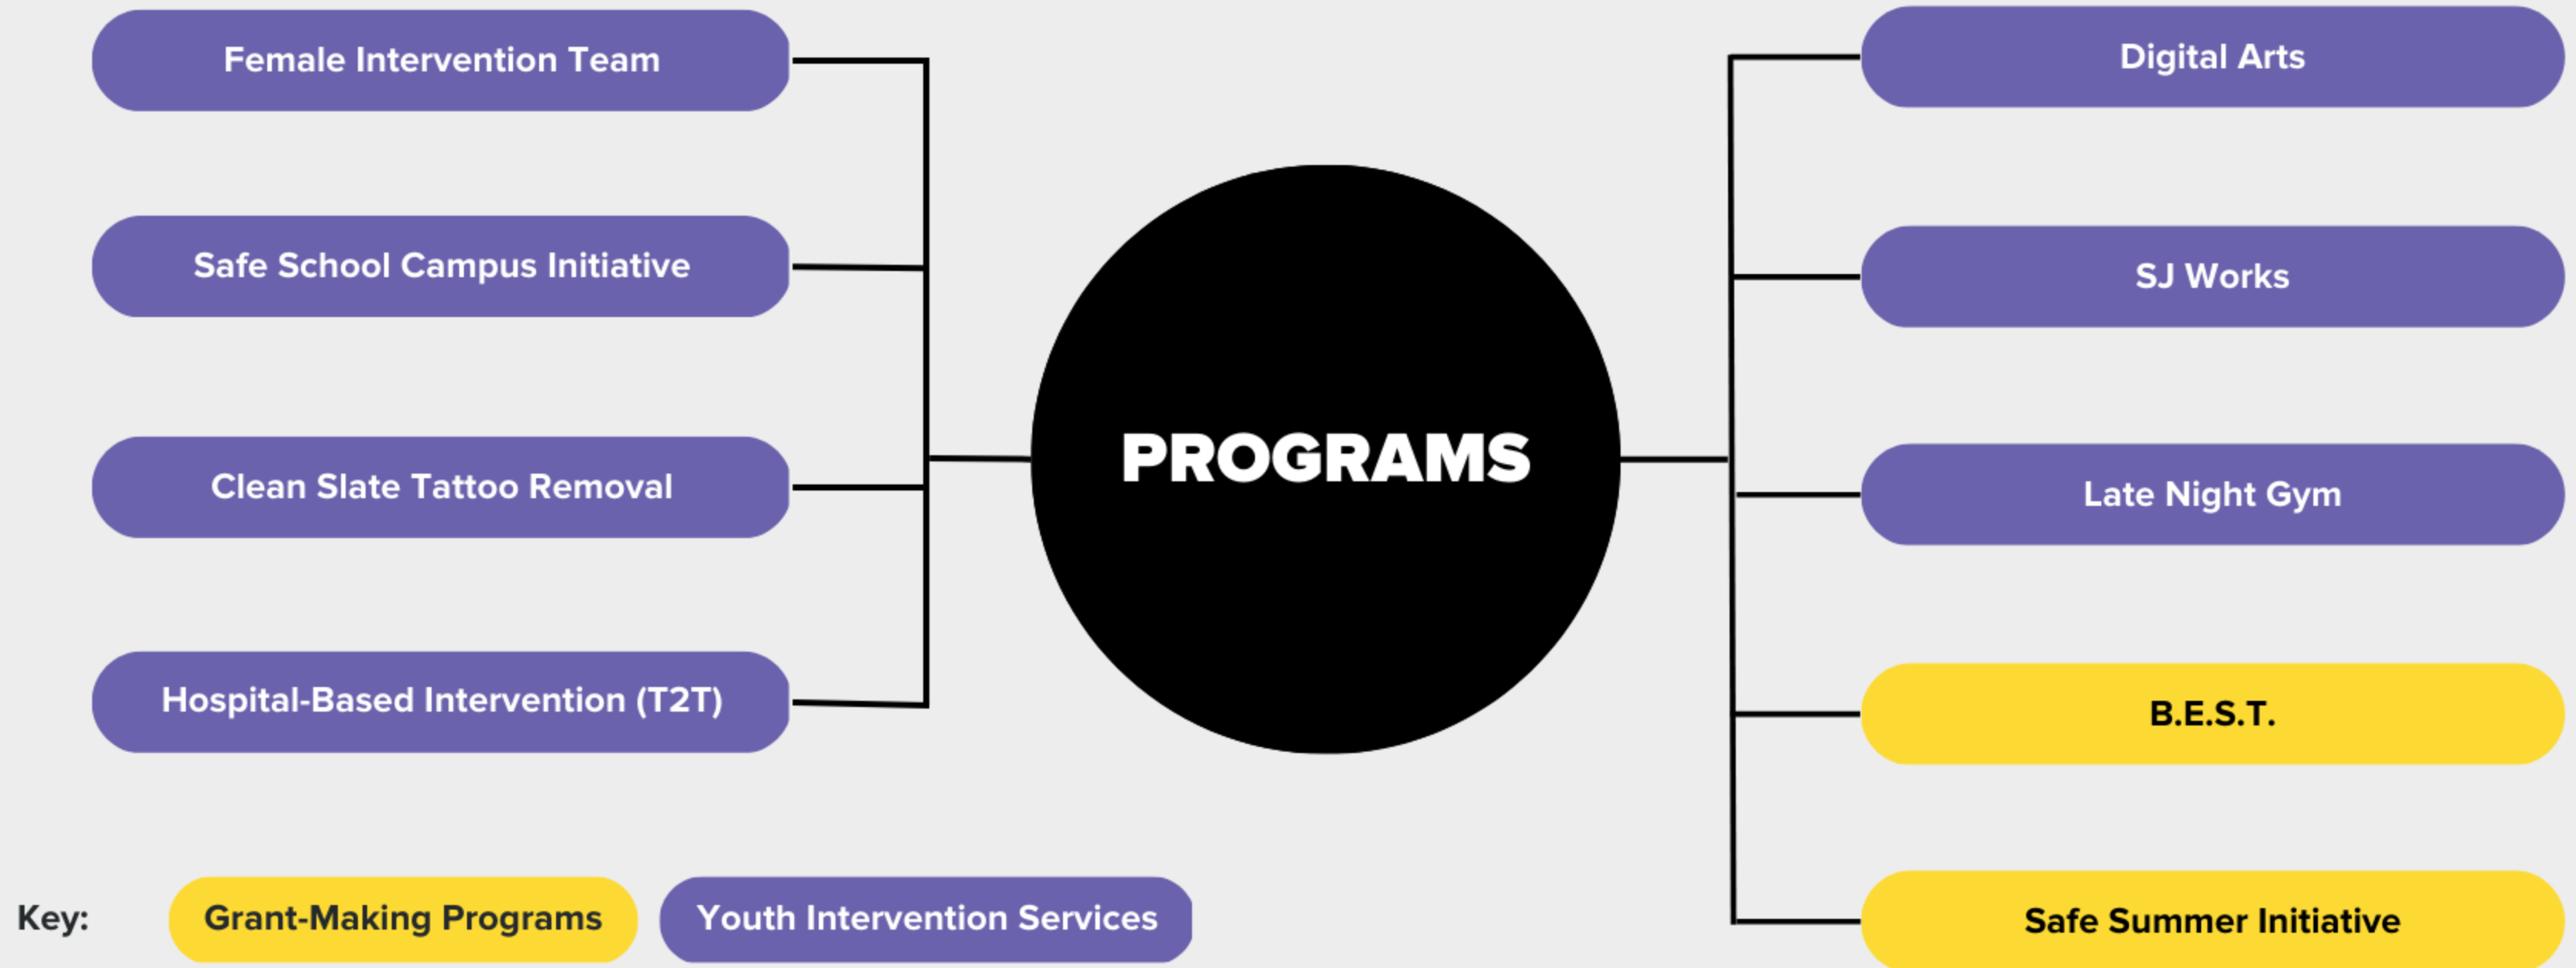 Female Intervention Team
Safe School Campus Initiative
Clean Slate Tattoo Removal
Hospital-Based Intervention (T2T)
PROGRAMS
Digital Arts
SJ Works
Late Night Gym
B.E.S.T.
Safe Summer Initiative
Key:
Grant-Making Programs
Youth Intervention Services